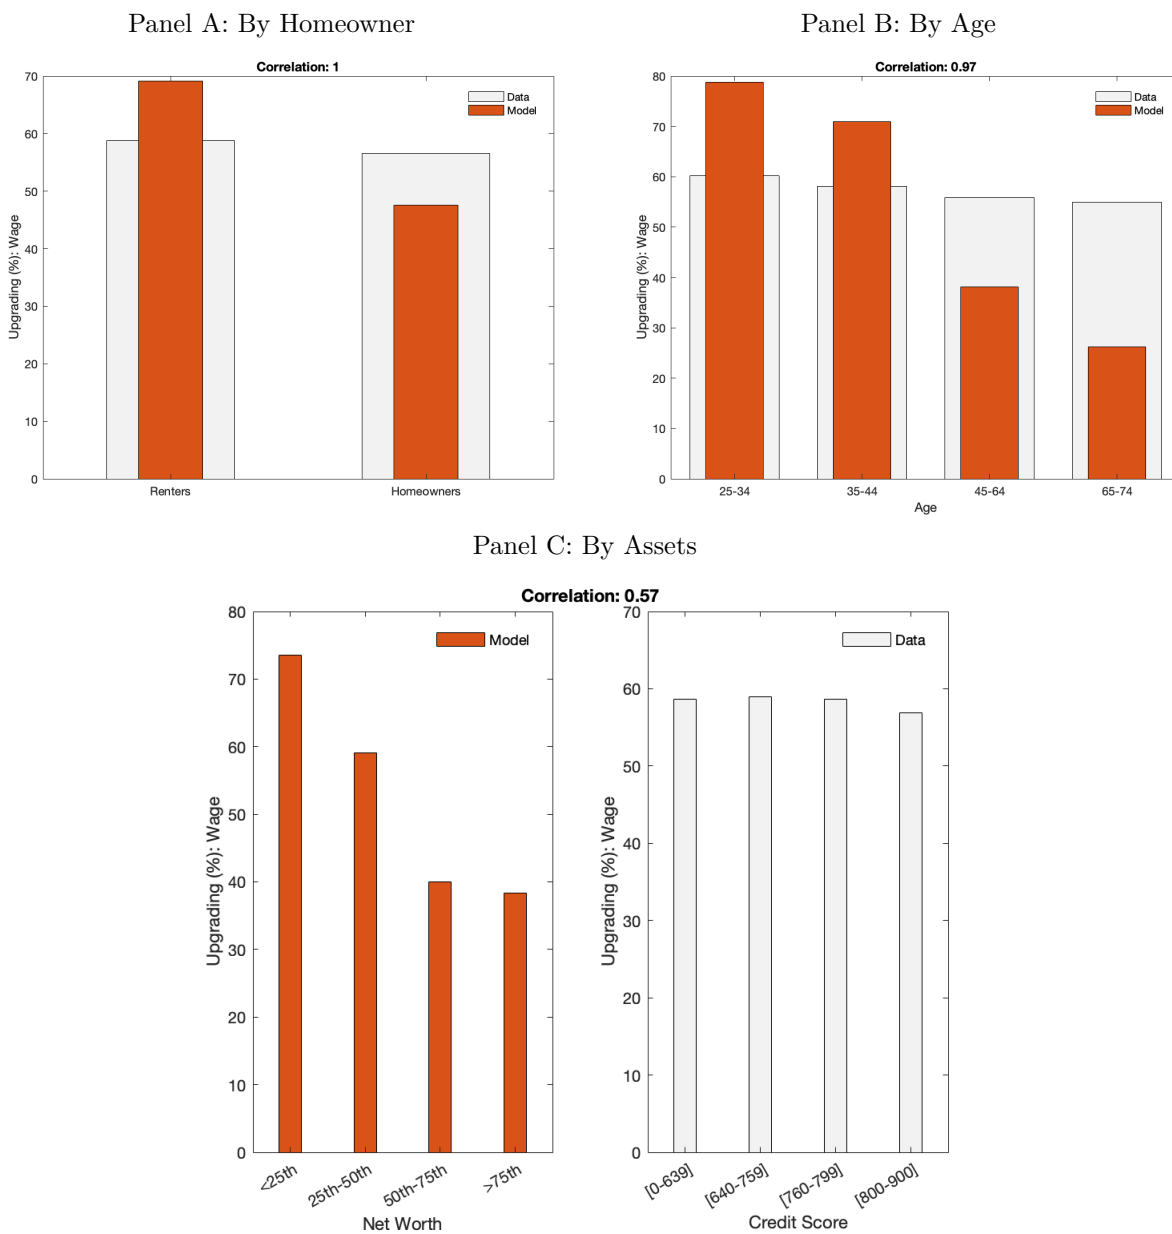 Panel A: By Homeowner
Correlation: 1
Upgrading (%): Wage
70
60
50
40
30
20
10
0
Data
Model
Renters
Homeowners
Panel B: By Age
Correlation: 0.97
Upgrading (%): Wage
80
70
60
50
40
30
20
10
0
Data
Model
25-34
35-44
45-64
65-74
Age
Panel C: By Assets
Correlation: 0.57
Upgrading (%): Wage
80
70
60
50
40
30
20
10
0
Model
<25th
25th-50th
50th-75th
>75th
Net Worth
Upgrading (%): Wage
70
60
50
40
30
20
10
0
Data
[0-639]
[640-759]
[760-799]
[800-900]
Credit Score